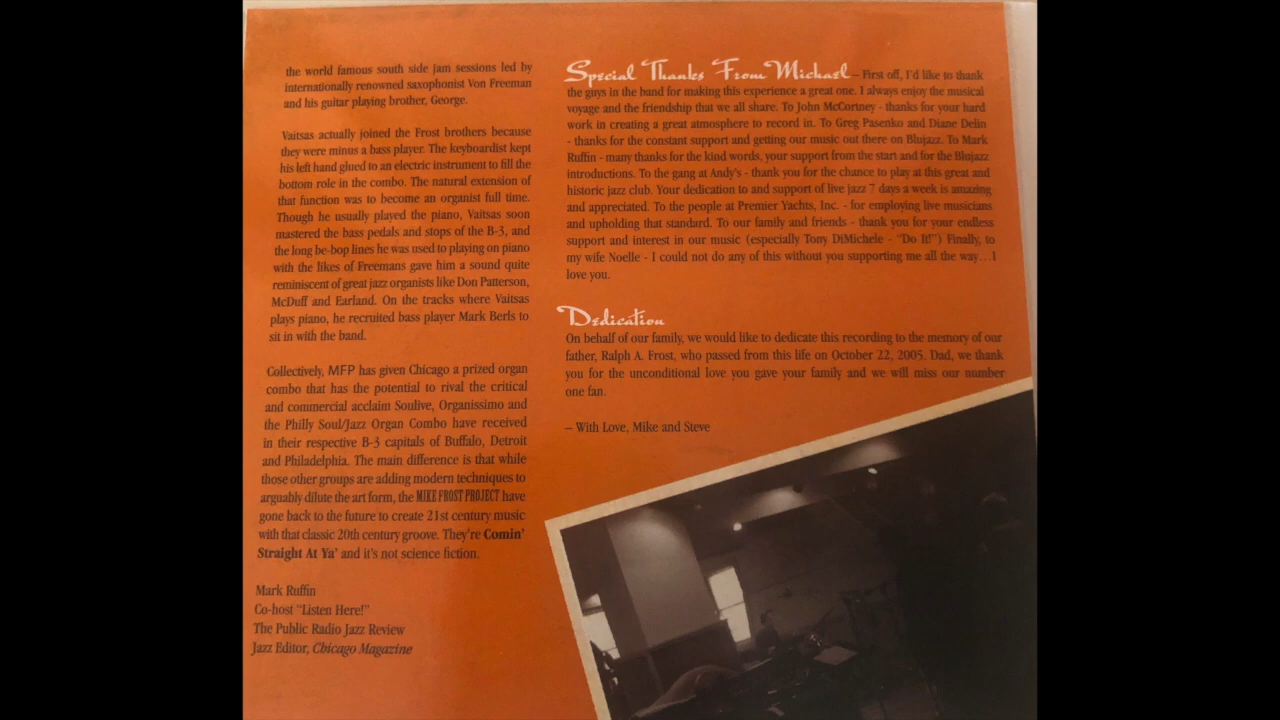 the world famous south side jam sessions led by
internationally renowned saxophonist Von Freeman
and his guitar playing brother, George.
Vaitsas actually joined the Frost brothers because
they were minus a bass player. The keyboardist kept
his left hand glued to an electric instrument to fill the
bottom role in the combo. The natural extension of
that function was to become an organist full time.
Though he usually played the piano, Vaitsas soon
mastered the bass pedals and stops of the B-3, and
the long be-bop lines he was used to playing on piano
with the likes of Freemans gave him a sound quite
reminiscent of great jazz organists like Don Patterson,
McDuff and Earland. On the tracks where Vaitsas
plays piano, he recruited bass player Mark Berls to
sit in with the band.
Collectively, MFP has given Chicago a prized organ
combo that has the potential to rival the critical
and commercial acclaim Soulive, Organissimo and
the Philly Soul/Jazz Organ Combo have received
in their respective B-3 capitals of Buffalo, Detroit
and Philadelphia. The main difference is that while
those other groups are adding modern techniques to
arguably dilute the art form, the MIKE FROST PROJECT have
gone back to the future to create 21st century music
with that classic 20th century groove. They're Comin'
Straight At Ya' and it's not science fiction.
Mark Ruffin
Co-host "Listen Here!"
The Public Radio Jazz Review
Jazz Editor, Chicago Magazine
Special Thanks From Michael – First off, I'd like to thank
the guys in the band for making this experience a great one. I always enjoy the musical
voyage and the friendship that we all share. To John McCortney - thanks for your hard
work in creating a great atmosphere to record in. To Greg Pasenko and Diane Delin
- thanks for the constant support and getting our music out there on Blujazz. To Mark
Ruffin - many thanks for the kind words, your support from the start and for the Blujazz
introductions. To the gang at Andy's - thank you for the chance to play at this great and
historic jazz club. Your dedication to and support of live jazz 7 days a week is amazing
and appreciated. To the people at Premier Yachts, Inc. - for employing live musicians
and upholding that standard. To our family and friends - thank you for your endless
support and interest in our music (especially Tony DiMichele - "Do It!") Finally, to
my wife Noelle - I could not do any of this without you supporting me all the way…I
love you.
Dedication
On behalf of our family, we would like to dedicate this recording to the memory of our
father, Ralph A. Frost, who passed from this life on October 22, 2005. Dad, we thank
you for the unconditional love you gave your family and we will miss our number
one fan.
– With Love, Mike and Steve